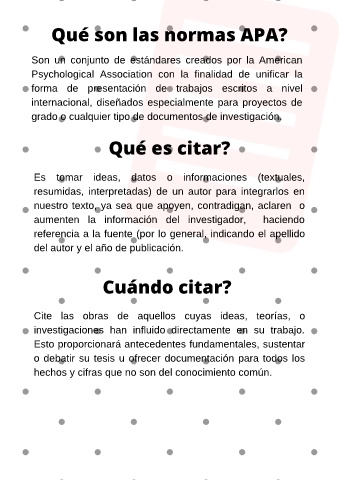 Qué son las normas APA?
Son un conjunto de estándares creados por la American
Psychological Association con la finalidad de unificar la
forma de presentación de trabajos escritos a nivel
internacional, diseñados especialmente para proyectos de
grado o cualquier tipo de documentos de investigación.
Qué es citar?
Es tomar ideas, datos o informaciones (textuales,
resumidas, interpretadas) de un autor para integrarlos en
nuestro texto, ya sea que apoyen, contradigan, aclaren o
aumenten la información del investigador, haciendo
referencia a la fuente (por lo general, indicando el apellido
del autor y el año de publicación.
Cuándo citar?
Cite las obras de aquellos cuyas ideas, teorías, o
investigaciones han influido directamente en su trabajo.
Esto proporcionará antecedentes fundamentales, sustentar
o debatir su tesis u ofrecer documentación para todos los
hechos y cifras que no son del conocimiento común.